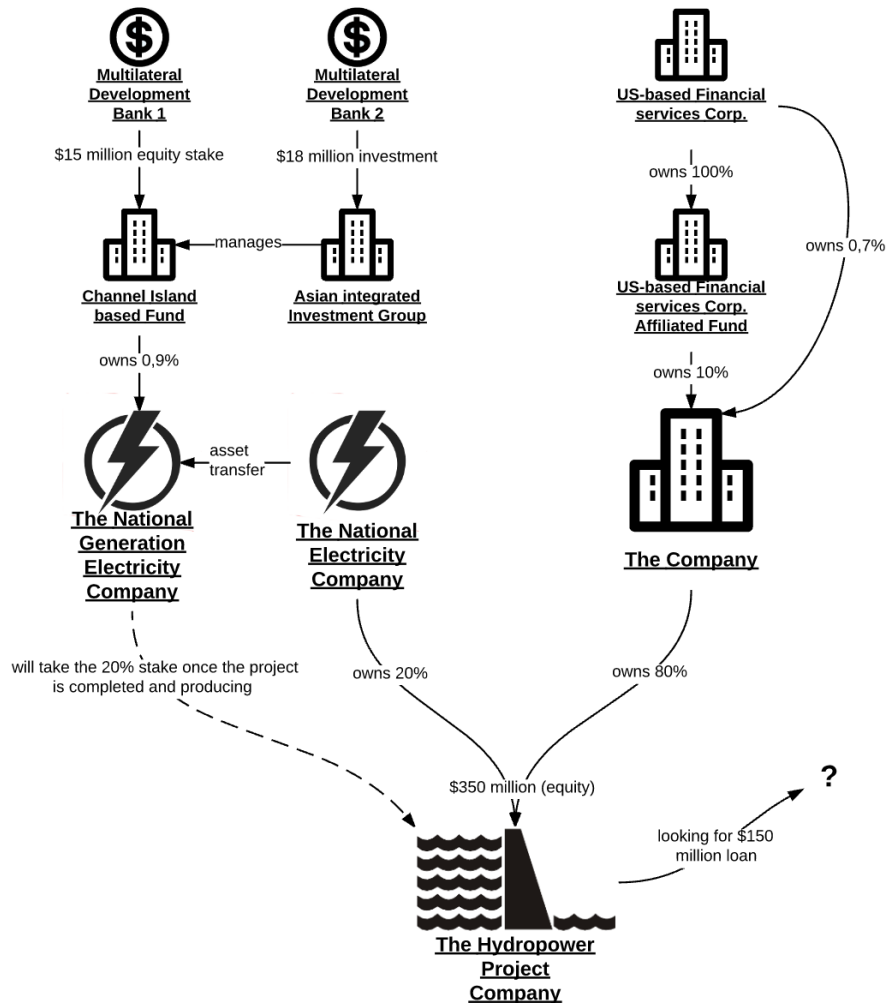 Multilateral
Development
Bank 1
Multilateral
Development
Bank 2
US-based Financial
services Corp.
$15 million equity stake
$18 million investment
owns 100%
manages
owns 0,7%
Channel Island
based Fund
Asian integrated
Investment Group
US-based Financial
services Corp.
Affiliated Fund
owns 0,9%
owns 10%
asset
transfer
The National
Generation
Electricity
Company
The National
Electricity
Company
The Company
will take the 20% stake once the project
is completed and producing
owns 20%
owns 80%
$350 million (equity)
?
looking for $150
million loan
The Hydropower
Project
Company